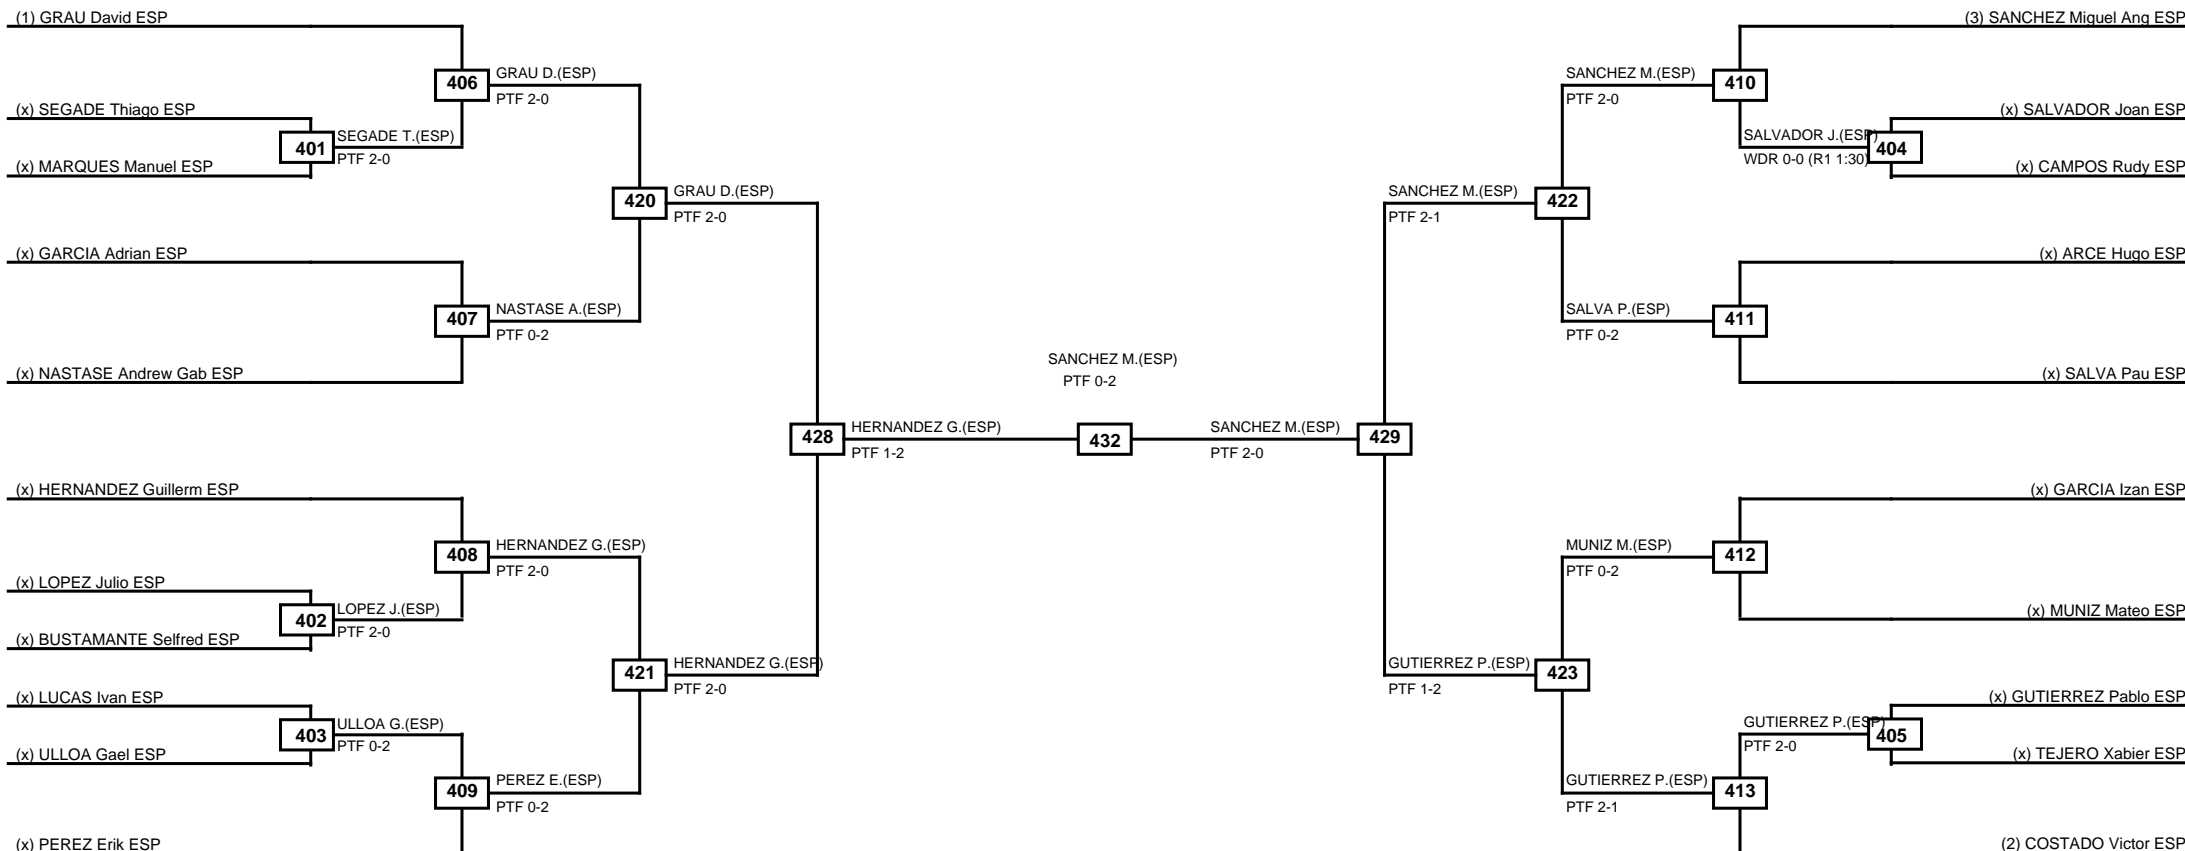 (1) GRAU David ESP
(3) SANCHEZ Miguel Ang ESP
406
GRAU D.(ESP)
PTF 2-0
SANCHEZ M.(ESP)
PTF 2-0
410
(x) SEGADE Thiago ESP
(x) SALVADOR Joan ESP
401
SEGADE T.(ESP)
PTF 2-0
SALVADOR J.(ESP)
WDR 0-0 (R1 1:30)
404
(x) MARQUES Manuel ESP
(x) CAMPOS Rudy ESP
420
GRAU D.(ESP)
PTF 2-0
SANCHEZ M.(ESP)
PTF 2-1
422
(x) GARCIA Adrian ESP
(x) ARCE Hugo ESP
407
NASTASE A.(ESP)
PTF 0-2
SALVA P.(ESP)
PTF 0-2
411
SANCHEZ M.(ESP)
PTF 0-2
(x) NASTASE Andrew Gab ESP
(x) SALVA Pau ESP
428
HERNANDEZ G.(ESP)
PTF 1-2
432
SANCHEZ M.(ESP)
PTF 2-0
429
(x) HERNANDEZ Guillerm ESP
(x) GARCIA Izan ESP
408
HERNANDEZ G.(ESP)
PTF 2-0
MUNIZ M.(ESP)
PTF 0-2
412
(x) LOPEZ Julio ESP
402
LOPEZ J.(ESP)
PTF 2-0
(x) MUNIZ Mateo ESP
(x) BUSTAMANTE Selfred ESP
421
HERNANDEZ G.(ESP)
PTF 2-0
GUTIERREZ P.(ESP)
PTF 1-2
423
(x) LUCAS Ivan ESP
(x) GUTIERREZ Pablo ESP
403
ULLOA G.(ESP)
PTF 0-2
GUTIERREZ P.(ESP)
PTF 2-0
405
(x) ULLOA Gael ESP
(x) TEJERO Xabier ESP
409
PEREZ E.(ESP)
PTF 0-2
GUTIERREZ P.(ESP)
PTF 2-1
413
(x) PEREZ Erik ESP
(2) COSTADO Victor ESP